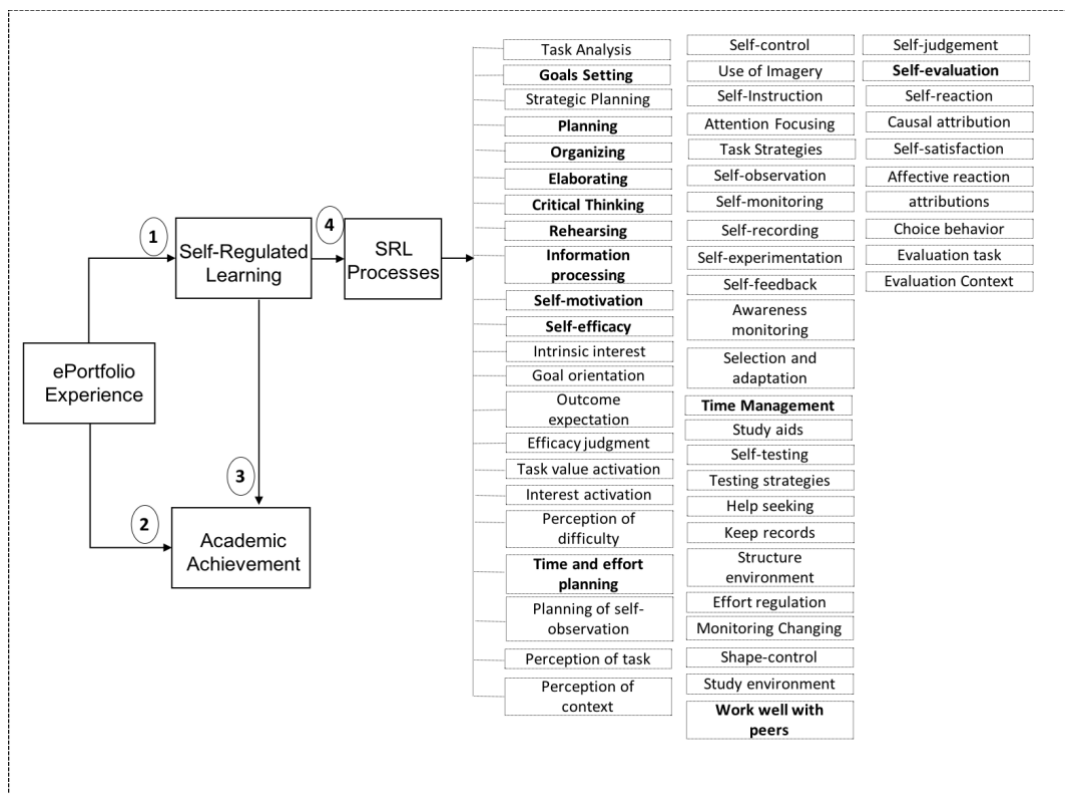 1
Self-Regulated
Learning
4
SRL
Processes
ePortfolio
Experience
3
2
Academic
Achievement
Task Analysis
Goals Setting
Strategic Planning
Planning
Organizing
Elaborating
Critical Thinking
Rehearsing
Information
processing
Self-motivation
Self-efficacy
Intrinsic interest
Goal orientation
Outcome
expectation
Efficacy judgment
Task value activation
Interest activation
Perception of
difficulty
Time and effort
planning
Planning of self-
observation
Perception of task
Perception of
context
Self-control
Use of Imagery
Self-Instruction
Attention Focusing
Task Strategies
Self-observation
Self-monitoring
Self-recording
Self-experimentation
Self-feedback
Awareness
monitoring
Selection and
adaptation
Time Management
Study aids
Self-testing
Testing strategies
Help seeking
Keep records
Structure
environment
Effort regulation
Monitoring Changing
Shape-control
Study environment
Work well with
peers
Self-judgement
Self-evaluation
Self-reaction
Causal attribution
Self-satisfaction
Affective reaction
attributions
Choice behavior
Evaluation task
Evaluation Context